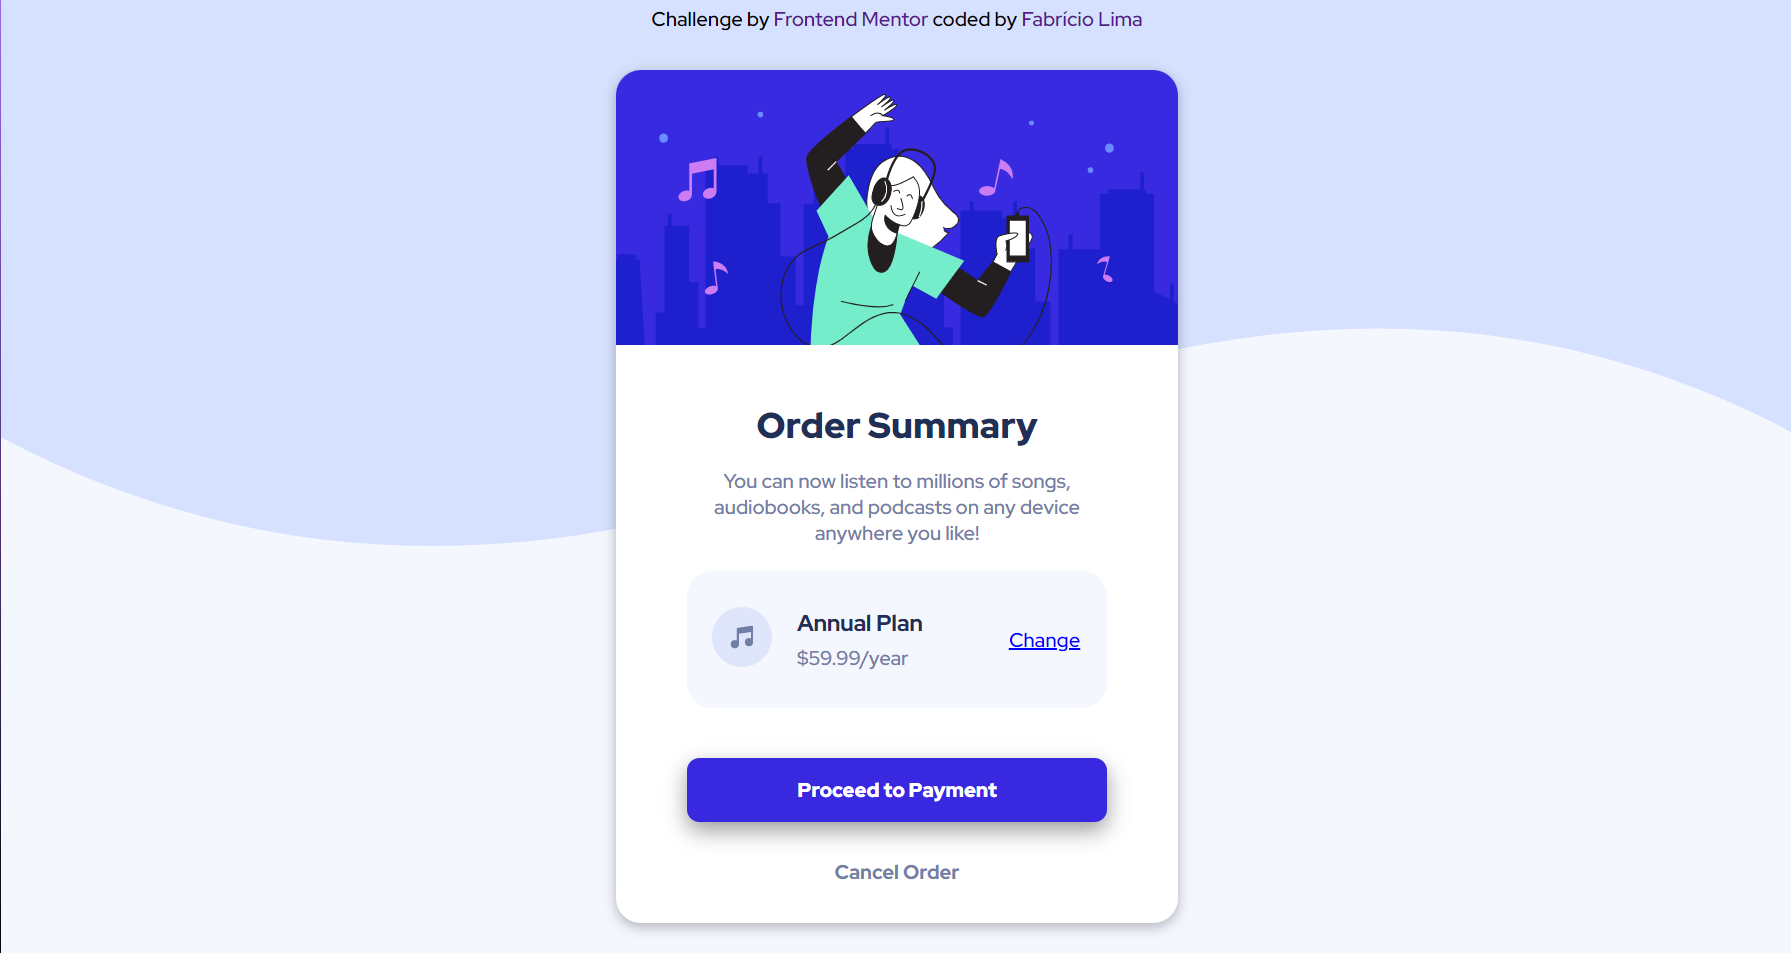 Challenge by Frontend Mentor coded by Fabrício Lima
Order Summary
You can now listen to millions of songs,
audiobooks, and podcasts on any device
anywhere you like!
Annual Plan
$59.99/year
Change
Proceed to Payment
Cancel Order